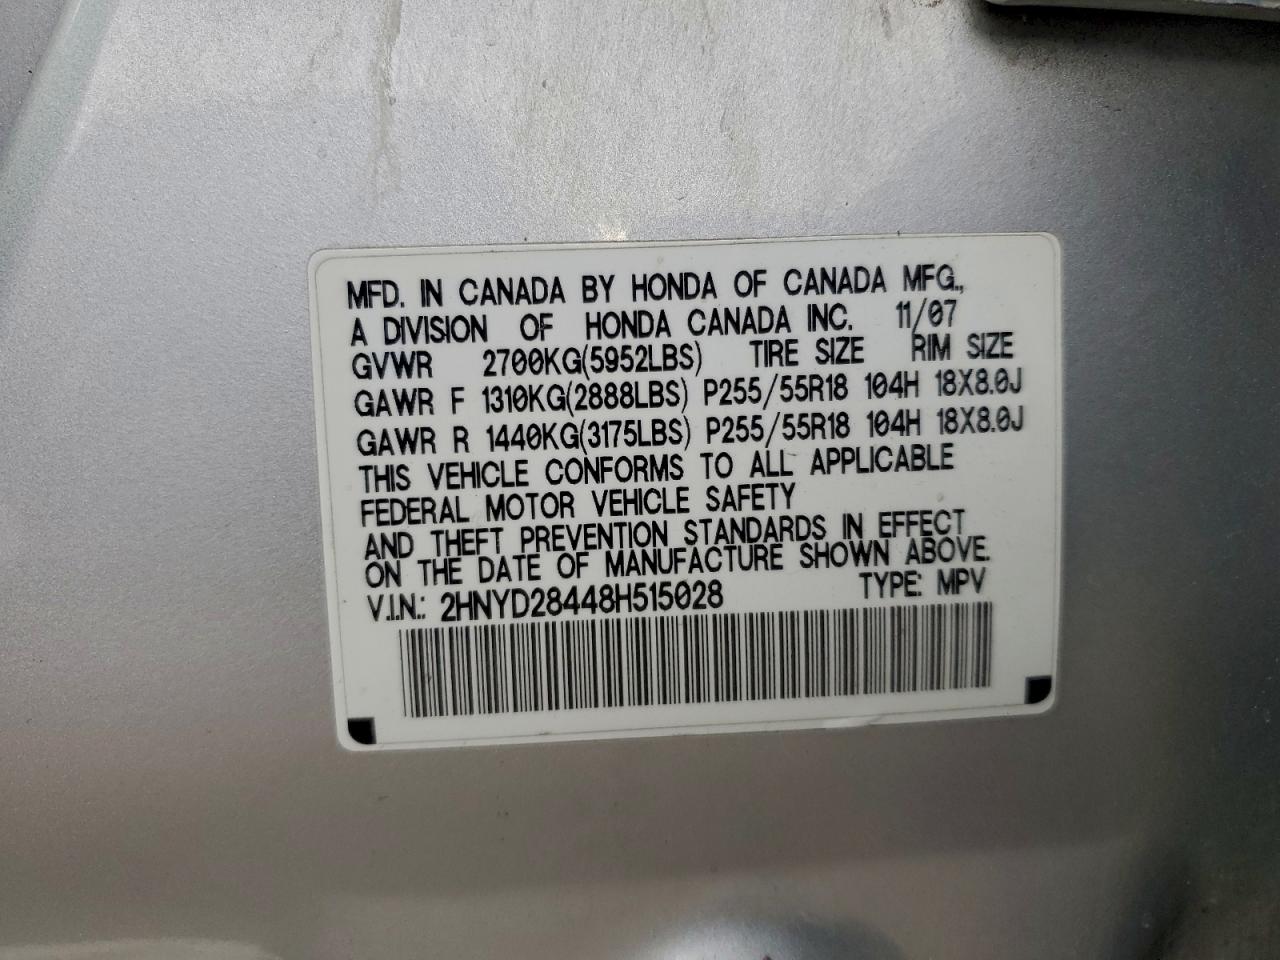 MFD. IN CANADA BY HONDA OF CANADA MFG.,
A DIVISION OF HONDA CANADA INC. 11/07
GVWR 2700KG(5952LBS) TIRE SIZE RIM SIZE
GAWR F 1310KG(2888LBS) P255/55R18 104H 18X8.0J
GAWR R 1440KG(3175LBS) P255/55R18 104H 18X8.0J
THIS VEHICLE CONFORMS TO ALL APPLICABLE
FEDERAL MOTOR VEHICLE SAFETY
AND THEFT PREVENTION STANDARDS IN EFFECT
ON THE DATE OF MANUFACTURE SHOWN ABOVE.
V.I.N.: 2HNYD28448H515028 TYPE: MPV